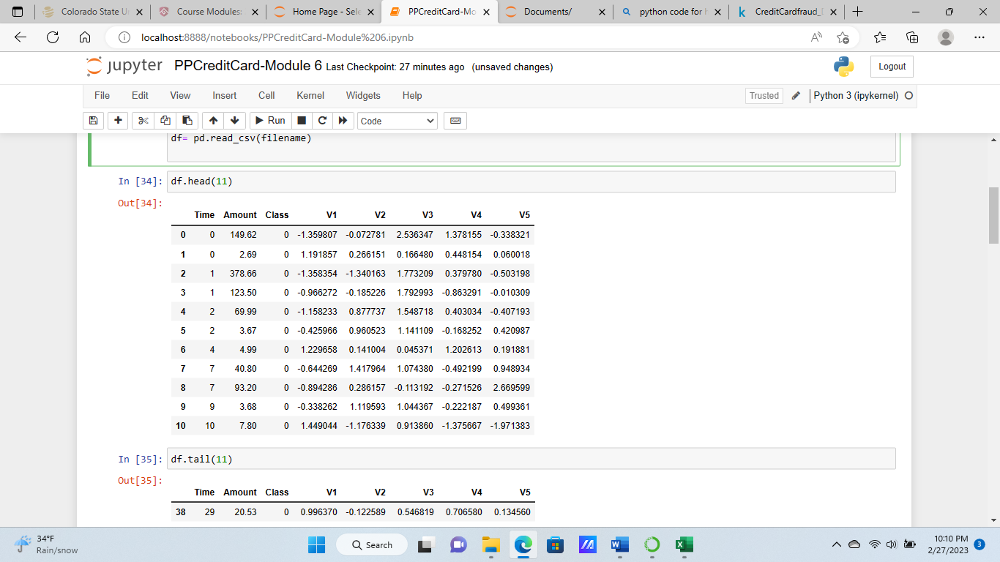 Colorado State Ur
Course Modules:
Home Page - Sele
PPCreditCard-Mo
Documents/
python code for h
CreditCardfraud_D
localhost:8888/notebooks/PPCreditCard-Module%206.ipynb
jupyter PPCreditCard-Module 6 Last Checkpoint: 27 minutes ago (unsaved changes)
Logout
File Edit View Insert Cell Kernel Widgets Help
Trusted
Python 3 (ipykernel)
Run
Code
df= pd.read_csv(filename)
In [34]: df.head(11)
Out[34]:
Time Amount Class V1 V2 V3 V4 V5
0 0 149.62 0 -1.359807 -0.072781 2.536347 1.378155 -0.338321
1 0 2.69 0 1.191857 0.266151 0.166480 0.448154 0.060018
2 1 378.66 0 -1.358354 -1.340163 1.773209 0.379780 -0.503198
3 1 123.50 0 -0.966272 -0.185226 1.792993 -0.863291 -0.010309
4 2 69.99 0 -1.158233 0.877737 1.548718 0.403034 -0.407193
5 2 3.67 0 -0.425966 0.960523 1.141109 -0.168252 0.420987
6 4 4.99 0 1.229658 0.141004 0.045371 1.202613 0.191881
7 7 40.80 0 -0.644269 1.417964 1.074380 -0.492199 0.948934
8 7 93.20 0 -0.894286 0.286157 -0.113192 -0.271526 2.669599
9 9 3.68 0 -0.338262 1.119593 1.044367 -0.222187 0.499361
10 10 7.80 0 1.449044 -1.176339 0.913860 -1.375667 -1.971383
In [35]: df.tail(11)
Out[35]:
Time Amount Class V1 V2 V3 V4 V5
38 29 20.53 0 0.996370 -0.122589 0.546819 0.706580 0.134560
34°F
Rain/snow
Search
10:10 PM
2/27/2023
3